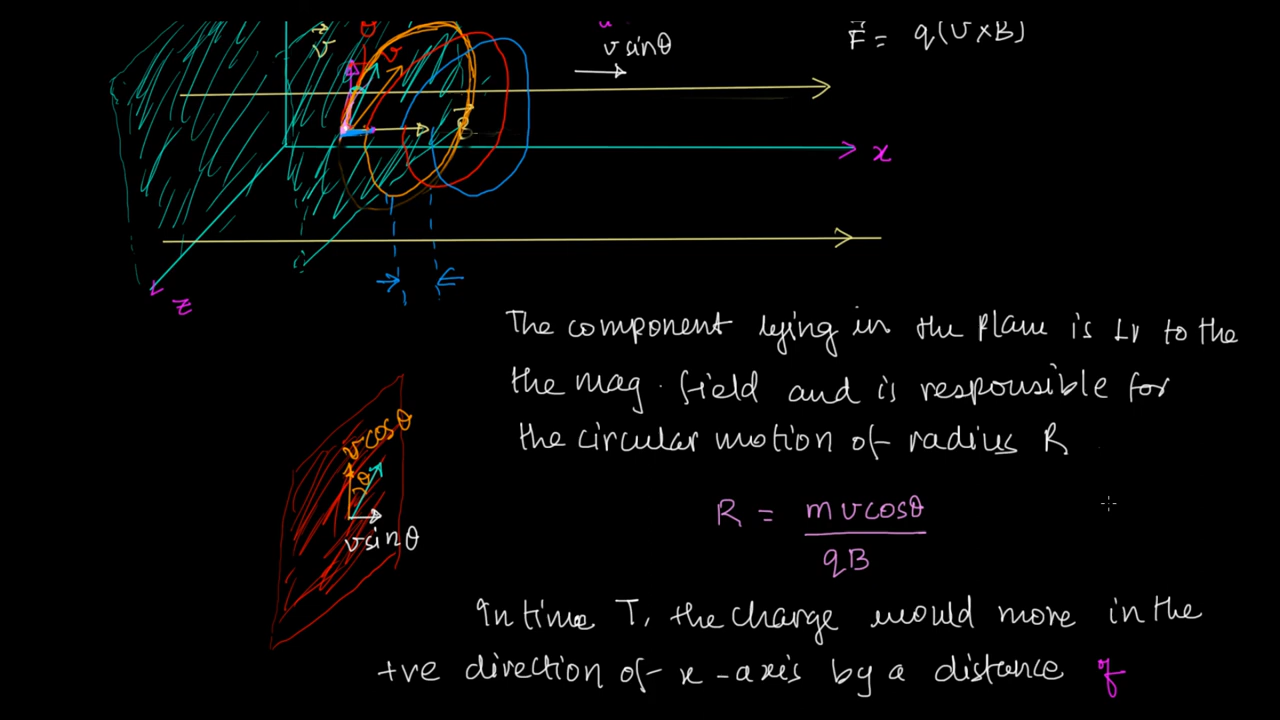 θ
v
v
v sinθ
F = q(v×B)
B
x
z
The component lying in the plane is ⊥r to the
the mag. field and is responsible for
the circular motion of radius R
v cosθ
θ
v sinθ
R = mv cosθ / qB
In time T, the charge would move in the
+ve direction of x-axis by a distance of